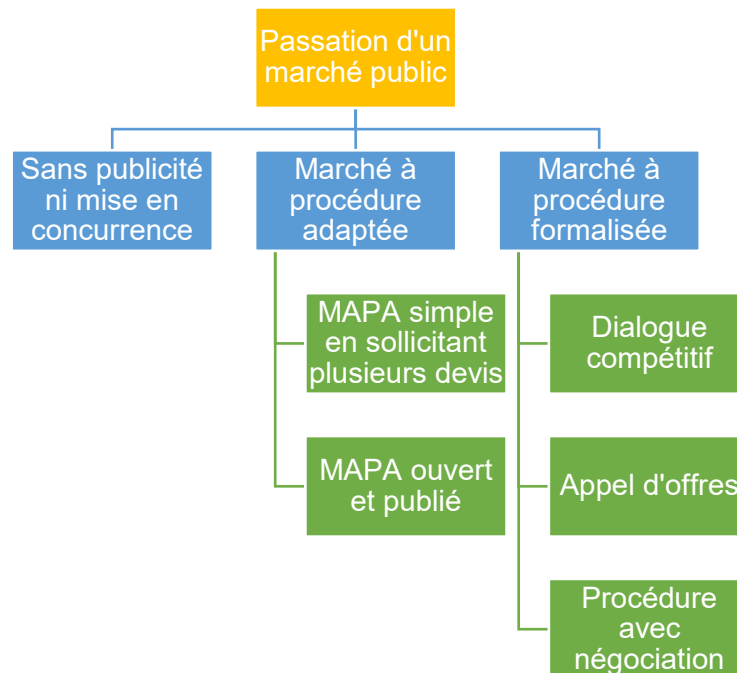 Passation d'un
marché public
Sans publicité
ni mise en
concurrence
Marché à
procédure
adaptée
Marché à
procédure
formalisée
MAPA simple
en sollicitant
plusieurs devis
MAPA ouvert
et publié
Dialogue
compétitif
Appel d'offres
Procédure
avec
négociation